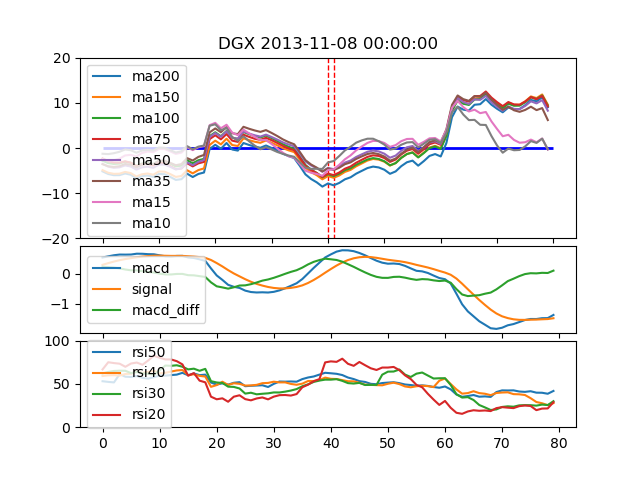 DGX 2013-11-08 00:00:00
20
10
0
−10
−20
ma200
ma150
ma100
ma75
ma50
ma35
ma15
ma10
0
−1
macd
signal
macd_diff
100
50
0
rsi50
rsi40
rsi30
rsi20
0 10 20 30 40 50 60 70 80